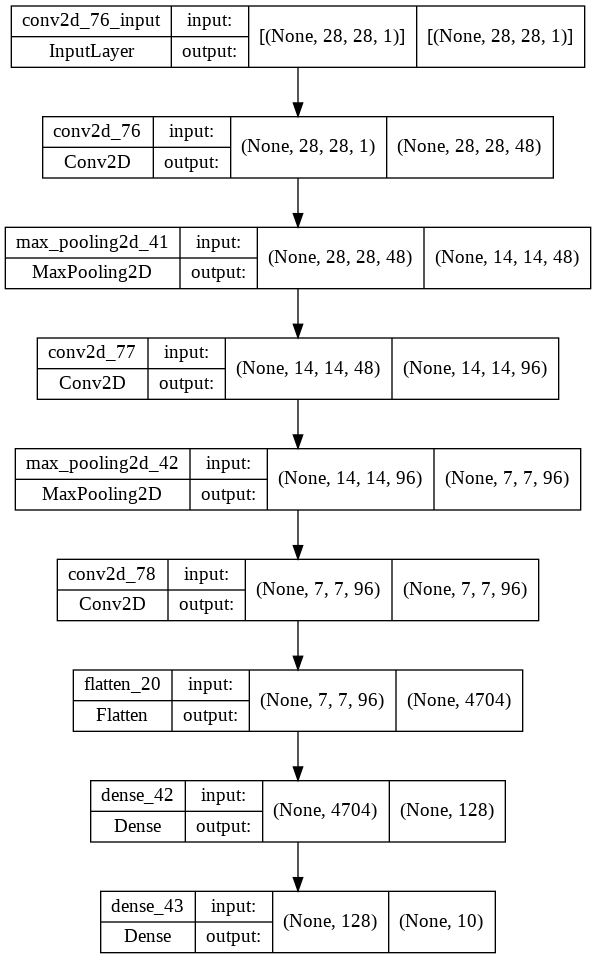 conv2d_76_input input: [(None, 28, 28, 1)] [(None, 28, 28, 1)]
InputLayer output:
conv2d_76 input: (None, 28, 28, 1) (None, 28, 28, 48)
Conv2D output:
max_pooling2d_41 input: (None, 28, 28, 48) (None, 14, 14, 48)
MaxPooling2D output:
conv2d_77 input: (None, 14, 14, 48) (None, 14, 14, 96)
Conv2D output:
max_pooling2d_42 input: (None, 14, 14, 96) (None, 7, 7, 96)
MaxPooling2D output:
conv2d_78 input: (None, 7, 7, 96) (None, 7, 7, 96)
Conv2D output:
flatten_20 input: (None, 7, 7, 96) (None, 4704)
Flatten output:
dense_42 input: (None, 4704) (None, 128)
Dense output:
dense_43 input: (None, 128) (None, 10)
Dense output: